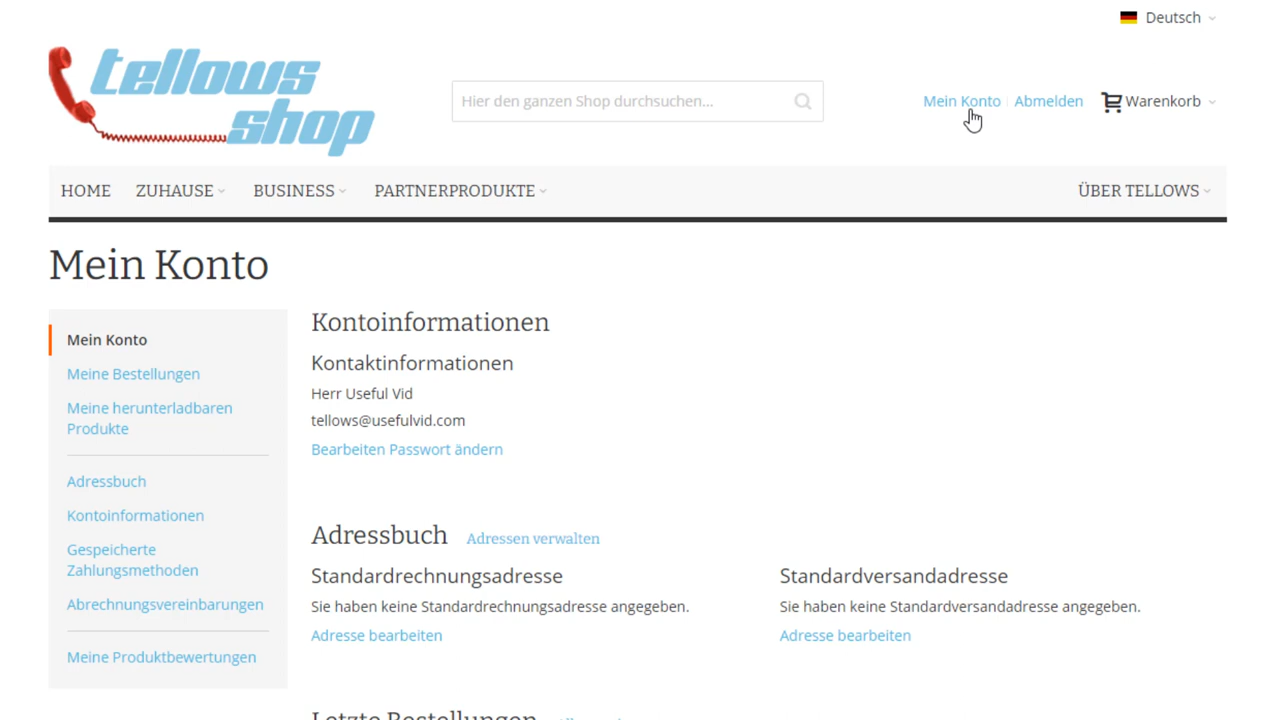 Deutsch
tellows
shop
Hier den ganzen Shop durchsuchen...
Mein Konto
Abmelden
Warenkorb
HOME ZUHAUSE BUSINESS PARTNERPRODUKTE ÜBER TELLOWS
Mein Konto
Mein Konto
Meine Bestellungen
Meine herunterladbaren
Produkte
Adressbuch
Kontoinformationen
Gespeicherte
Zahlungsmethoden
Abrechnungsvereinbarungen
Meine Produktbewertungen
Kontoinformationen
Kontaktinformationen
Herr Useful Vid
tellows@usefulvid.com
Bearbeiten Passwort ändern
Adressbuch Adressen verwalten
Standardrechnungsadresse
Sie haben keine Standardrechnungsadresse angegeben.
Adresse bearbeiten
Standardversandadresse
Sie haben keine Standardversandadresse angegeben.
Adresse bearbeiten
Letzte Bestellungen